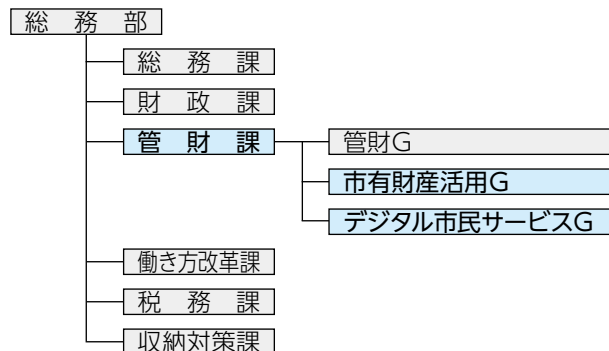 総務部
総務課
財政課
管財課
管財G
市有財産活用G
デジタル市民サービスG
働き方改革課
税務課
収納対策課